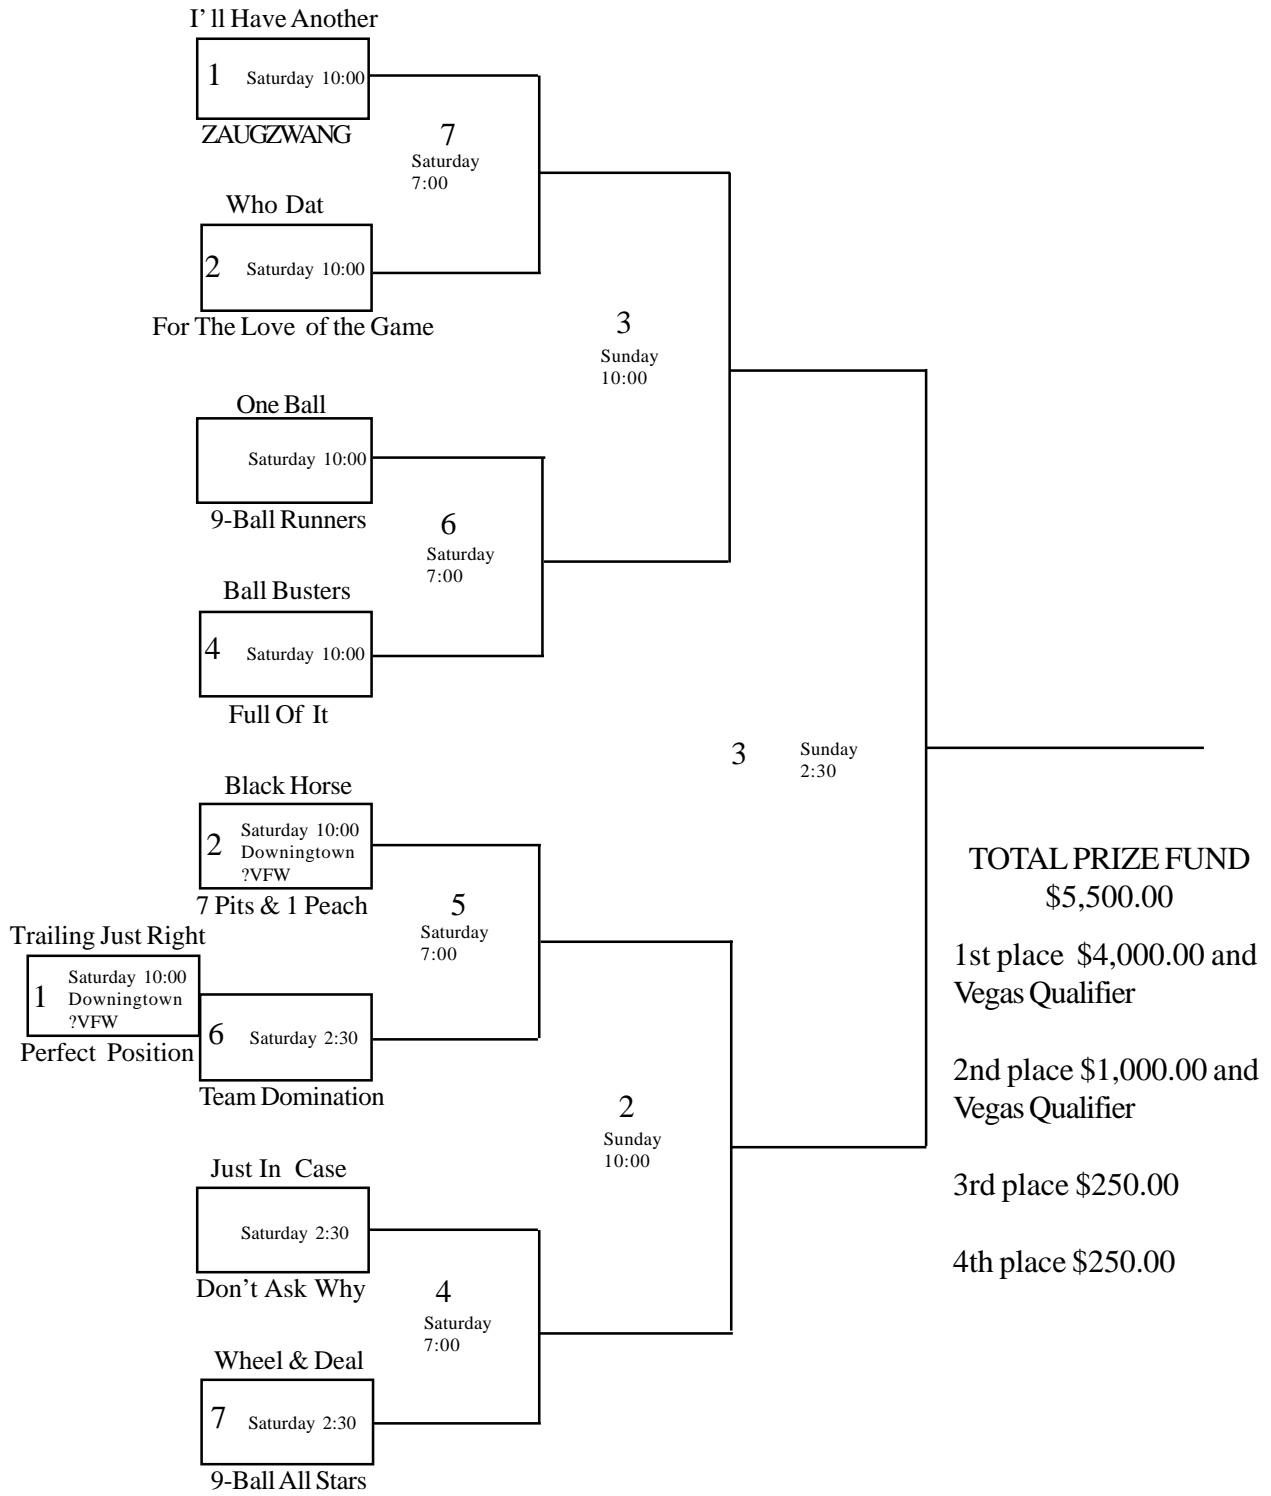 I' ll Have Another
1 Saturday 10:00
ZAUGZWANG
7
Saturday
7:00
Who Dat
2 Saturday 10:00
For The Love of the Game
3
Sunday
10:00
One Ball
Saturday 10:00
9-Ball Runners
6
Saturday
7:00
Ball Busters
4 Saturday 10:00
Full Of It
3 Sunday
2:30
Black Horse
2 Saturday 10:00
Downingtown
?VFW
7 Pits & 1 Peach
5
Saturday
7:00
Trailing Just Right
1 Saturday 10:00
Downingtown
?VFW
Perfect Position
6 Saturday 2:30
Team Domination
2
Sunday
10:00
Just In Case
Saturday 2:30
Don't Ask Why
4
Saturday
7:00
Wheel & Deal
7 Saturday 2:30
9-Ball All Stars
TOTAL PRIZE FUND
$5,500.00
1st place $4,000.00 and
Vegas Qualifier
2nd place $1,000.00 and
Vegas Qualifier
3rd place $250.00
4th place $250.00